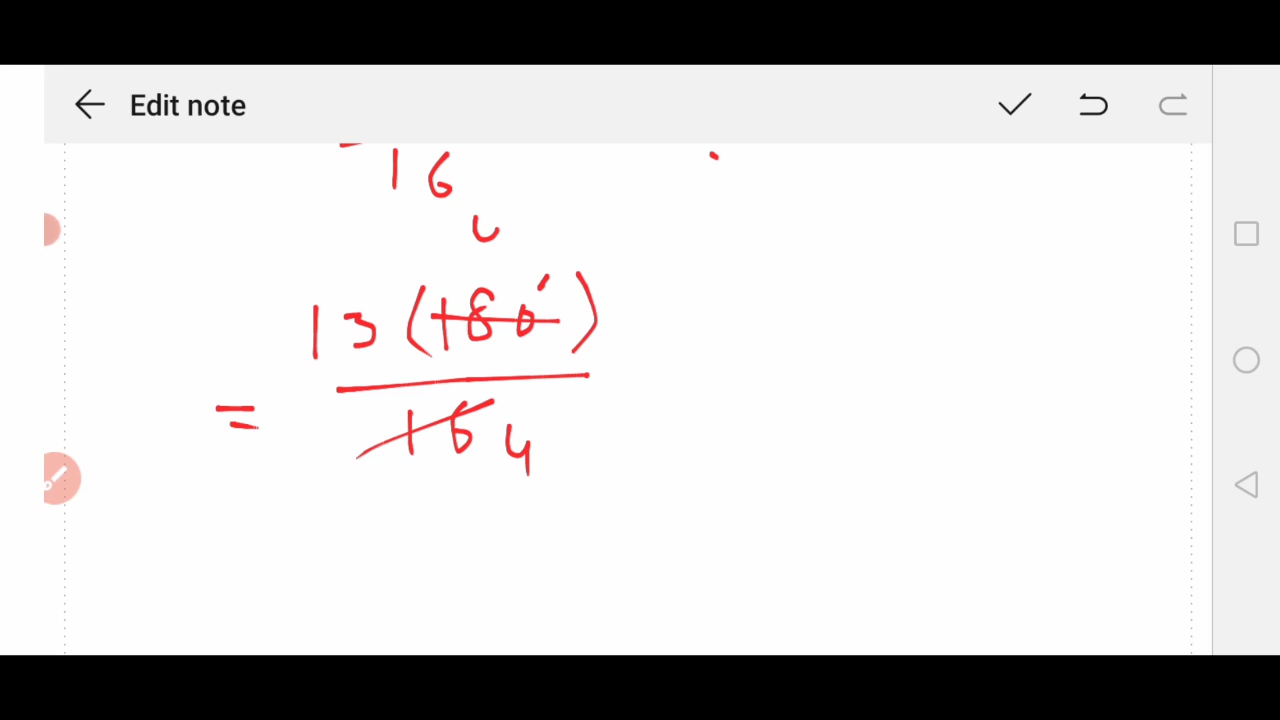 Edit note
16
13(180°)
=
16 4